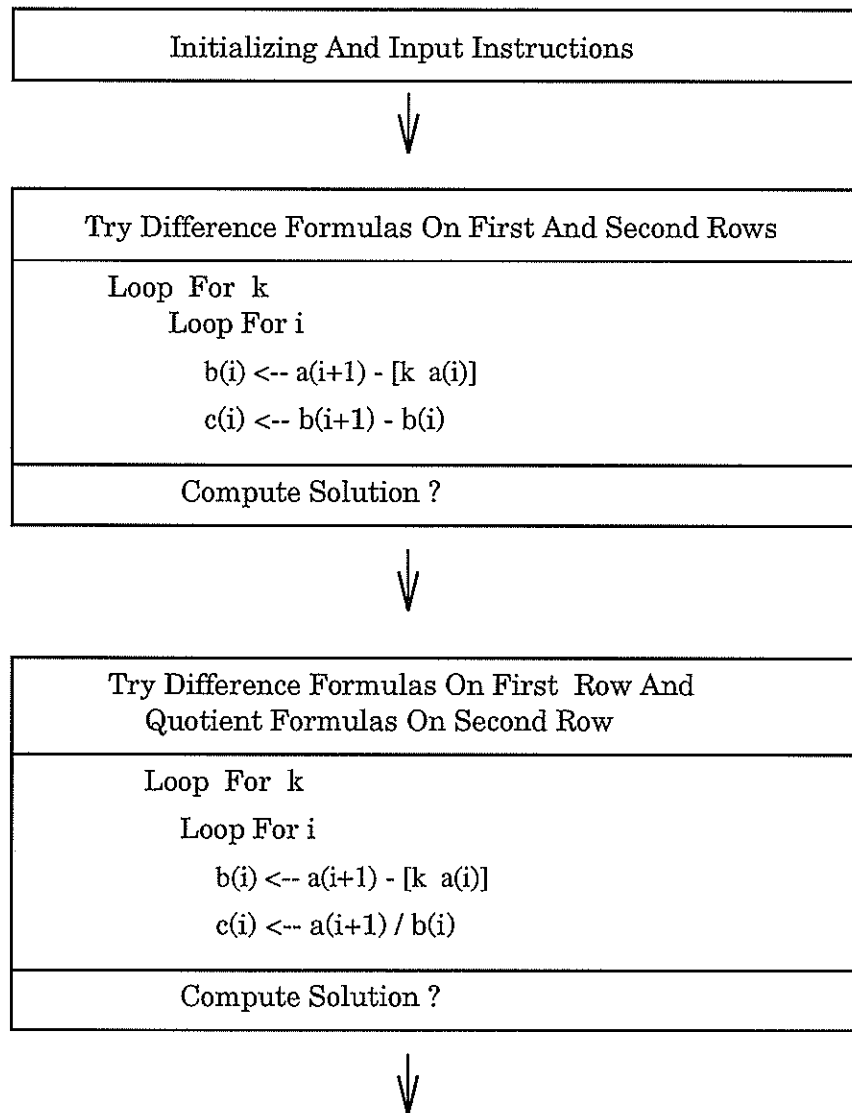 Initializing And Input Instructions
Try Difference Formulas On First And Second Rows
Loop For k
Loop For i
b(i) <-- a(i+1) - [k a(i)]
c(i) <-- b(i+1) - b(i)
Compute Solution ?
Try Difference Formulas On First Row And
Quotient Formulas On Second Row
Loop For k
Loop For i
b(i) <-- a(i+1) - [k a(i)]
c(i) <-- a(i+1) / b(i)
Compute Solution ?